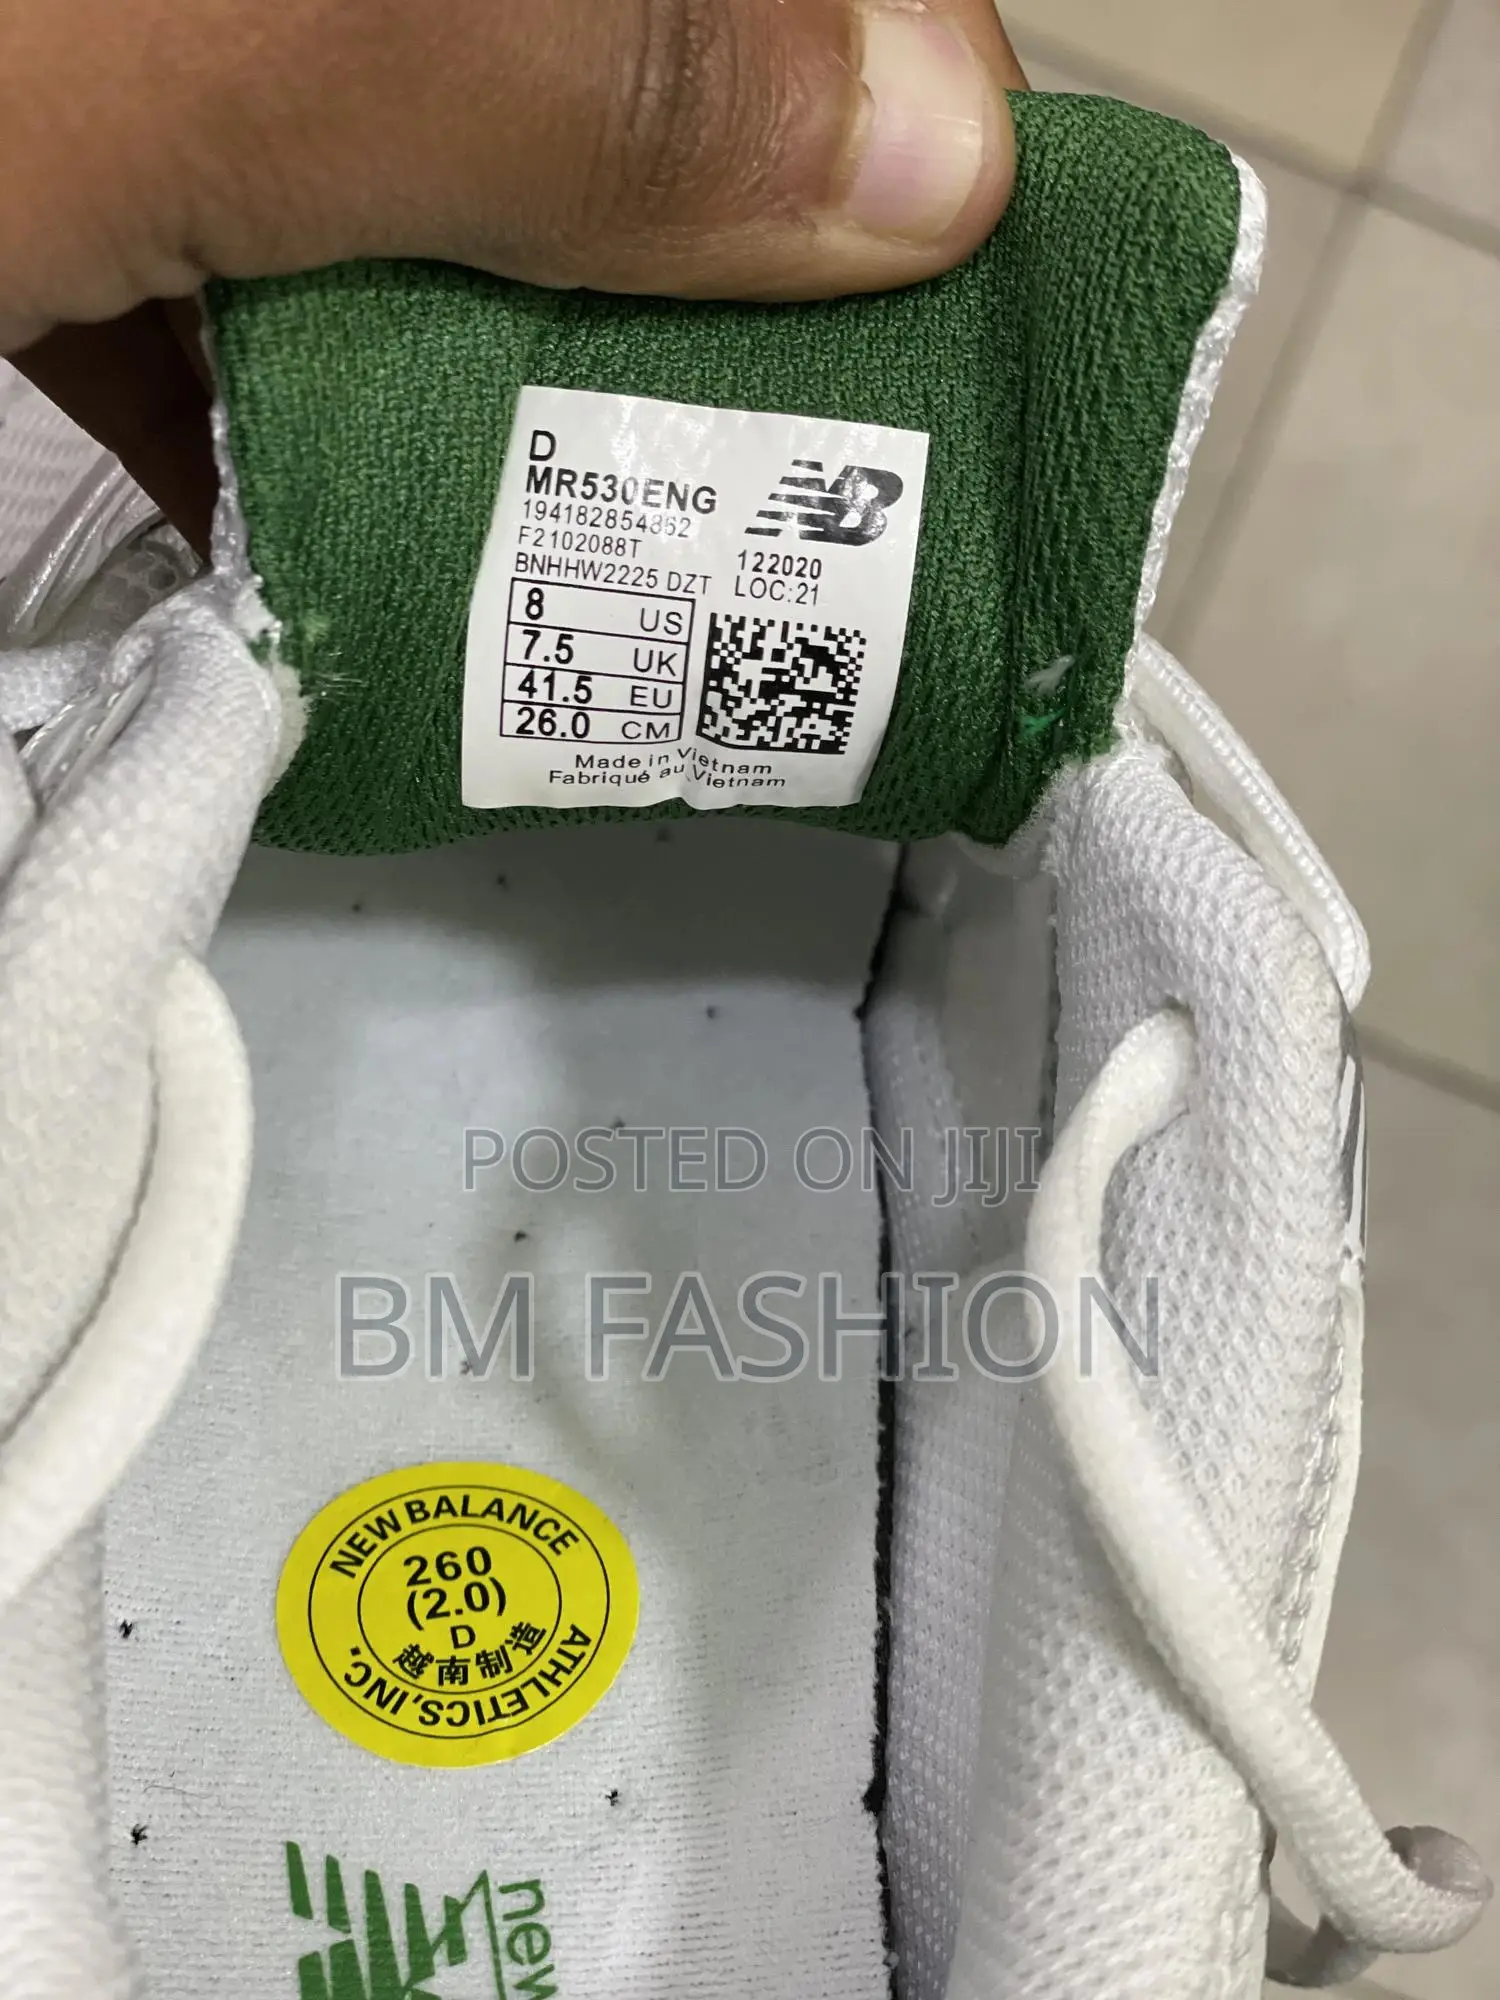 D
MR530ENG
194182854862
F2102088T
BNHHW2225 DZT
NB
122020
LOC:21
8 US
7.5 UK
41.5 EU
26.0 CM
Made in Vietnam
Fabriqué au Vietnam
POSTED ON JIJI
BM FASHION
NEW BALANCE
ATHLETICS, INC.
260
(2.0)
D
越南制造
new